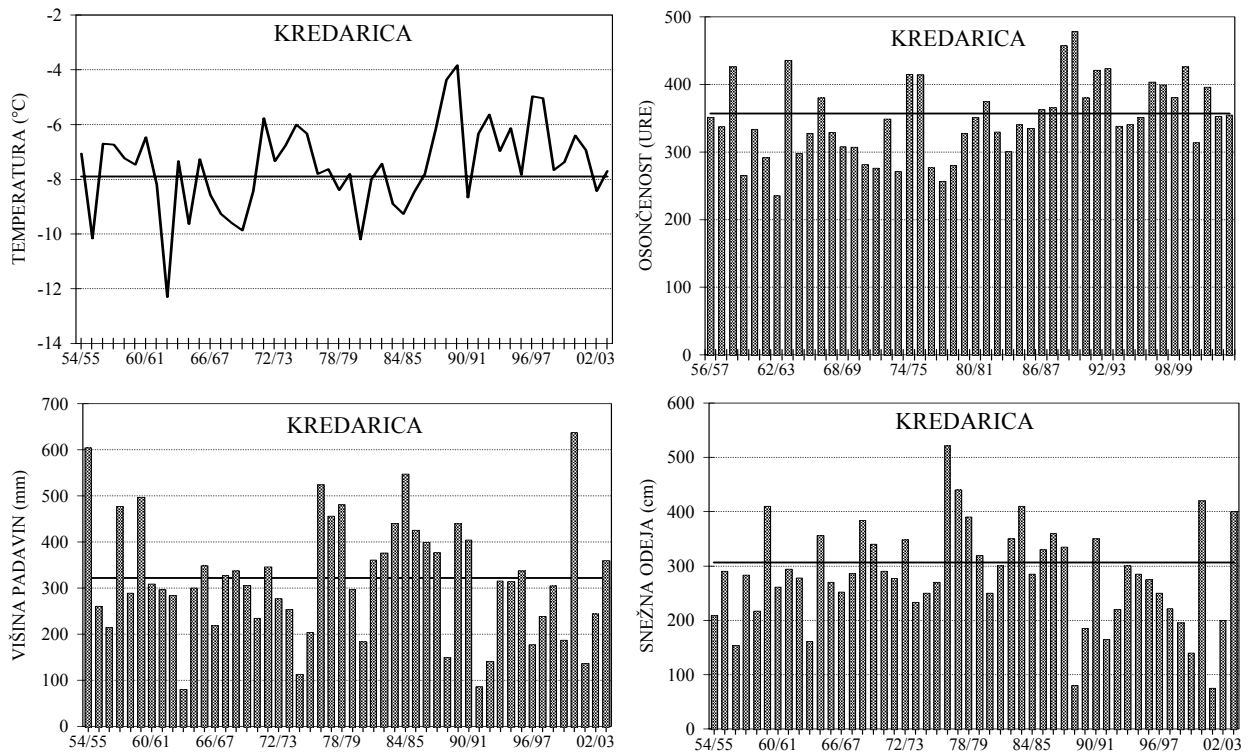 KREDARICA
TEMPERATURA (°C)
-2
-4
-6
-8
-10
-12
-14
54/55 60/61 66/67 72/73 78/79 84/85 90/91 96/97 02/03
KREDARICA
OSONČENOST (URE)
500
400
300
200
100
0
56/57 62/63 68/69 74/75 80/81 86/87 92/93 98/99
KREDARICA
VIŠINA PADAVIN (mm)
700
600
500
400
300
200
100
0
54/55 60/61 66/67 72/73 78/79 84/85 90/91 96/97 02/03
KREDARICA
SNEŽNA ODEJA (cm)
600
500
400
300
200
100
0
54/55 60/61 66/67 72/73 78/79 84/85 90/91 96/97 02/03